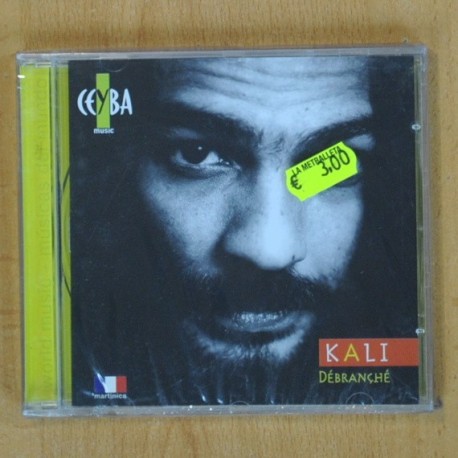 CEYBA
music
LA METRALLETA
€ 3,00
KALI
DÉBRANCHÉ
martinica